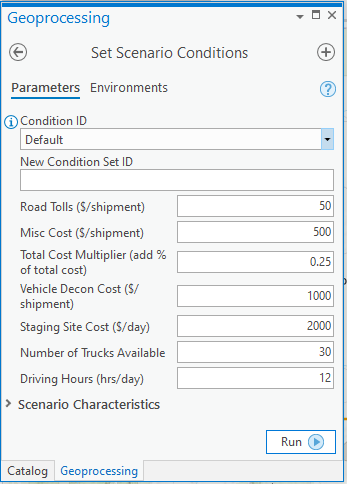 Geoprocessing
Set Scenario Conditions
Parameters Environments
?
Condition ID
Default
New Condition Set ID
Road Tolls ($/shipment) 50
Misc Cost ($/shipment) 500
Total Cost Multiplier (add %
of total cost) 0.25
Vehicle Decon Cost ($/
shipment) 1000
Staging Site Cost ($/day) 2000
Number of Trucks Available 30
Driving Hours (hrs/day) 12
Scenario Characteristics
Run
Catalog Geoprocessing